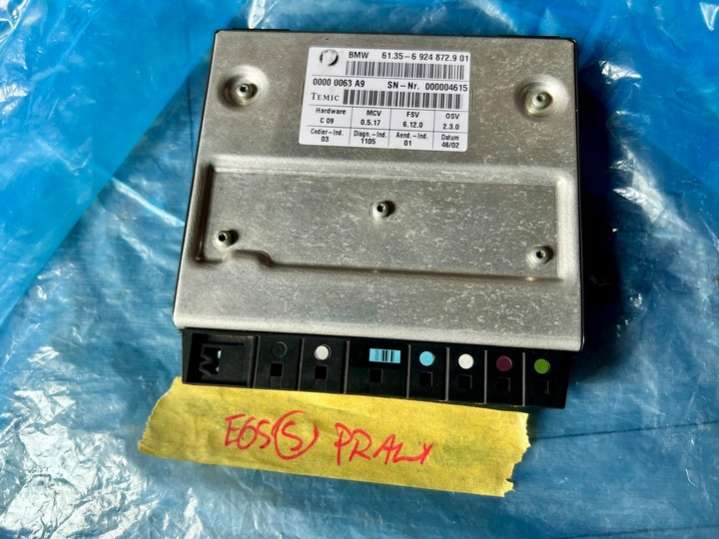 BMW 61.35-6 924 872.9 01
0000 0063 A9 SN-Nr. 000004615
TEMIC
Hardware MCV FSV OSV
C 09 0.5.17 6.12.0 2.3.0
Codier-Ind. Diagn.-Ind. Aend.-Ind. Datum
03 1105 01 46/02
E65(S)